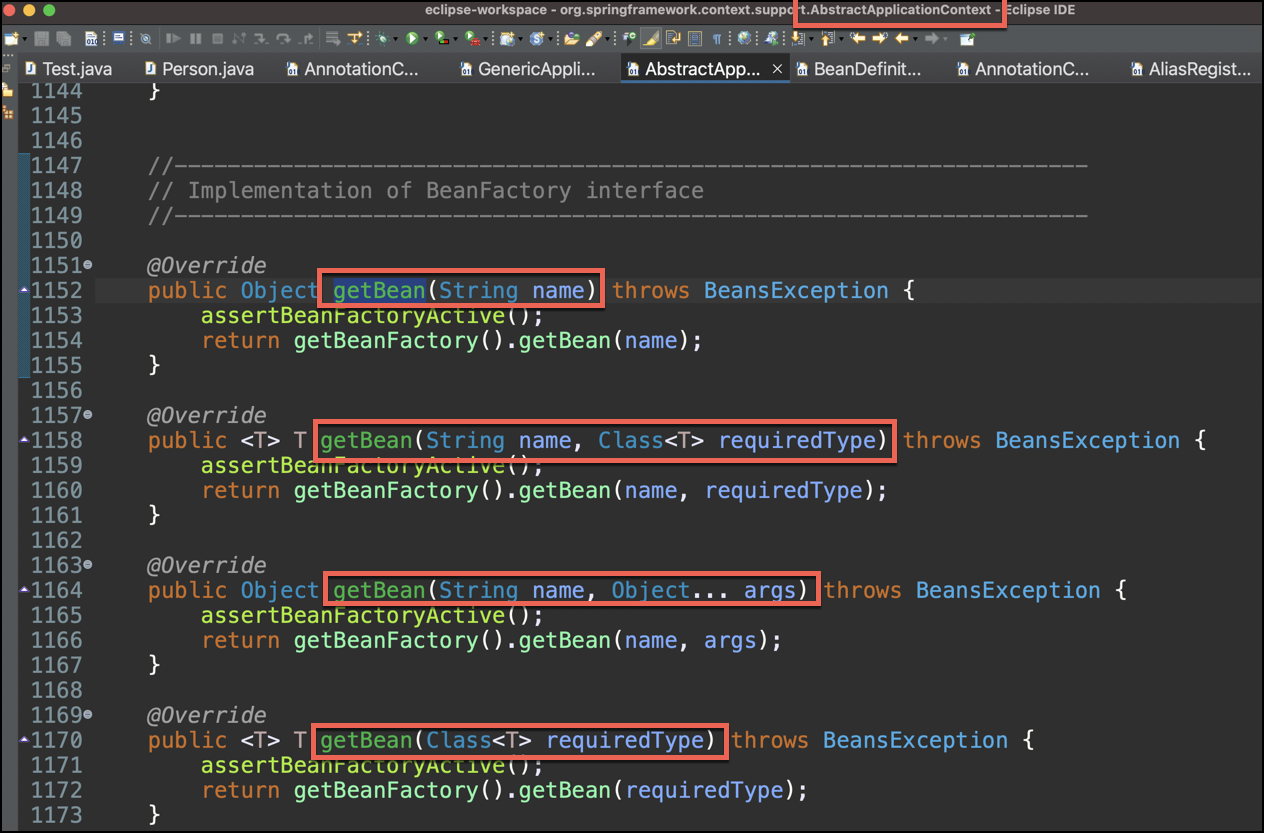 eclipse-workspace - org.springframework.context.support.AbstractApplicationContext - Eclipse IDE
Test.java Person.java AnnotationC... GenericAppli... AbstractApp... BeanDefinit... AnnotationC... AliasRegist...
1144 }
1145
1146
1147 //---------------------------------------------------------------------
1148 // Implementation of BeanFactory interface
1149 //---------------------------------------------------------------------
1150
1151 @Override
1152 public Object getBean(String name) throws BeansException {
1153 assertBeanFactoryActive();
1154 return getBeanFactory().getBean(name);
1155 }
1156
1157 @Override
1158 public <T> T getBean(String name, Class<T> requiredType) throws BeansException {
1159 assertBeanFactoryActive();
1160 return getBeanFactory().getBean(name, requiredType);
1161 }
1162
1163 @Override
1164 public Object getBean(String name, Object... args) throws BeansException {
1165 assertBeanFactoryActive();
1166 return getBeanFactory().getBean(name, args);
1167 }
1168
1169 @Override
1170 public <T> T getBean(Class<T> requiredType) throws BeansException {
1171 assertBeanFactoryActive();
1172 return getBeanFactory().getBean(requiredType);
1173 }